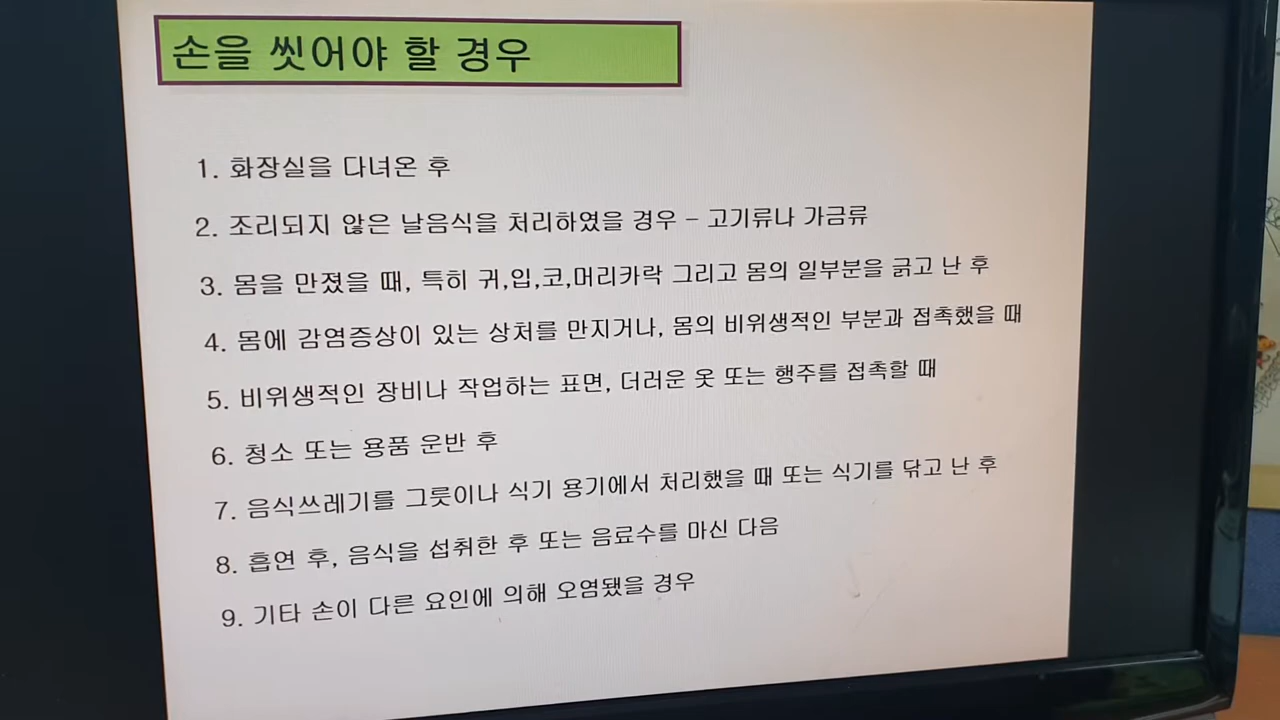 손을 씻어야 할 경우
1. 화장실을 다녀온 후
2. 조리되지 않은 날음식을 처리하였을 경우 – 고기류나 가금류
3. 몸을 만졌을 때, 특히 귀,입,코,머리카락 그리고 몸의 일부분을 긁고 난 후
4. 몸에 감염증상이 있는 상처를 만지거나, 몸의 비위생적인 부분과 접촉했을 때
5. 비위생적인 장비나 작업하는 표면, 더러운 옷 또는 행주를 접촉할 때
6. 청소 또는 용품 운반 후
7. 음식쓰레기를 그릇이나 식기 용기에서 처리했을 때 또는 식기를 닦고 난 후
8. 흡연 후, 음식을 섭취한 후 또는 음료수를 마신 다음
9. 기타 손이 다른 요인에 의해 오염됐을 경우